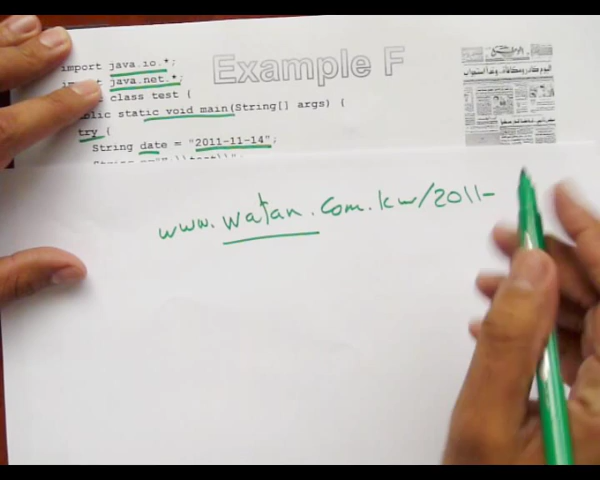 Example F
import java.io.*;
java.net.*;
class test {
static void main(String[] args) {
try {
String date = "2011-11-14";
www.watan.com.kw/2011-